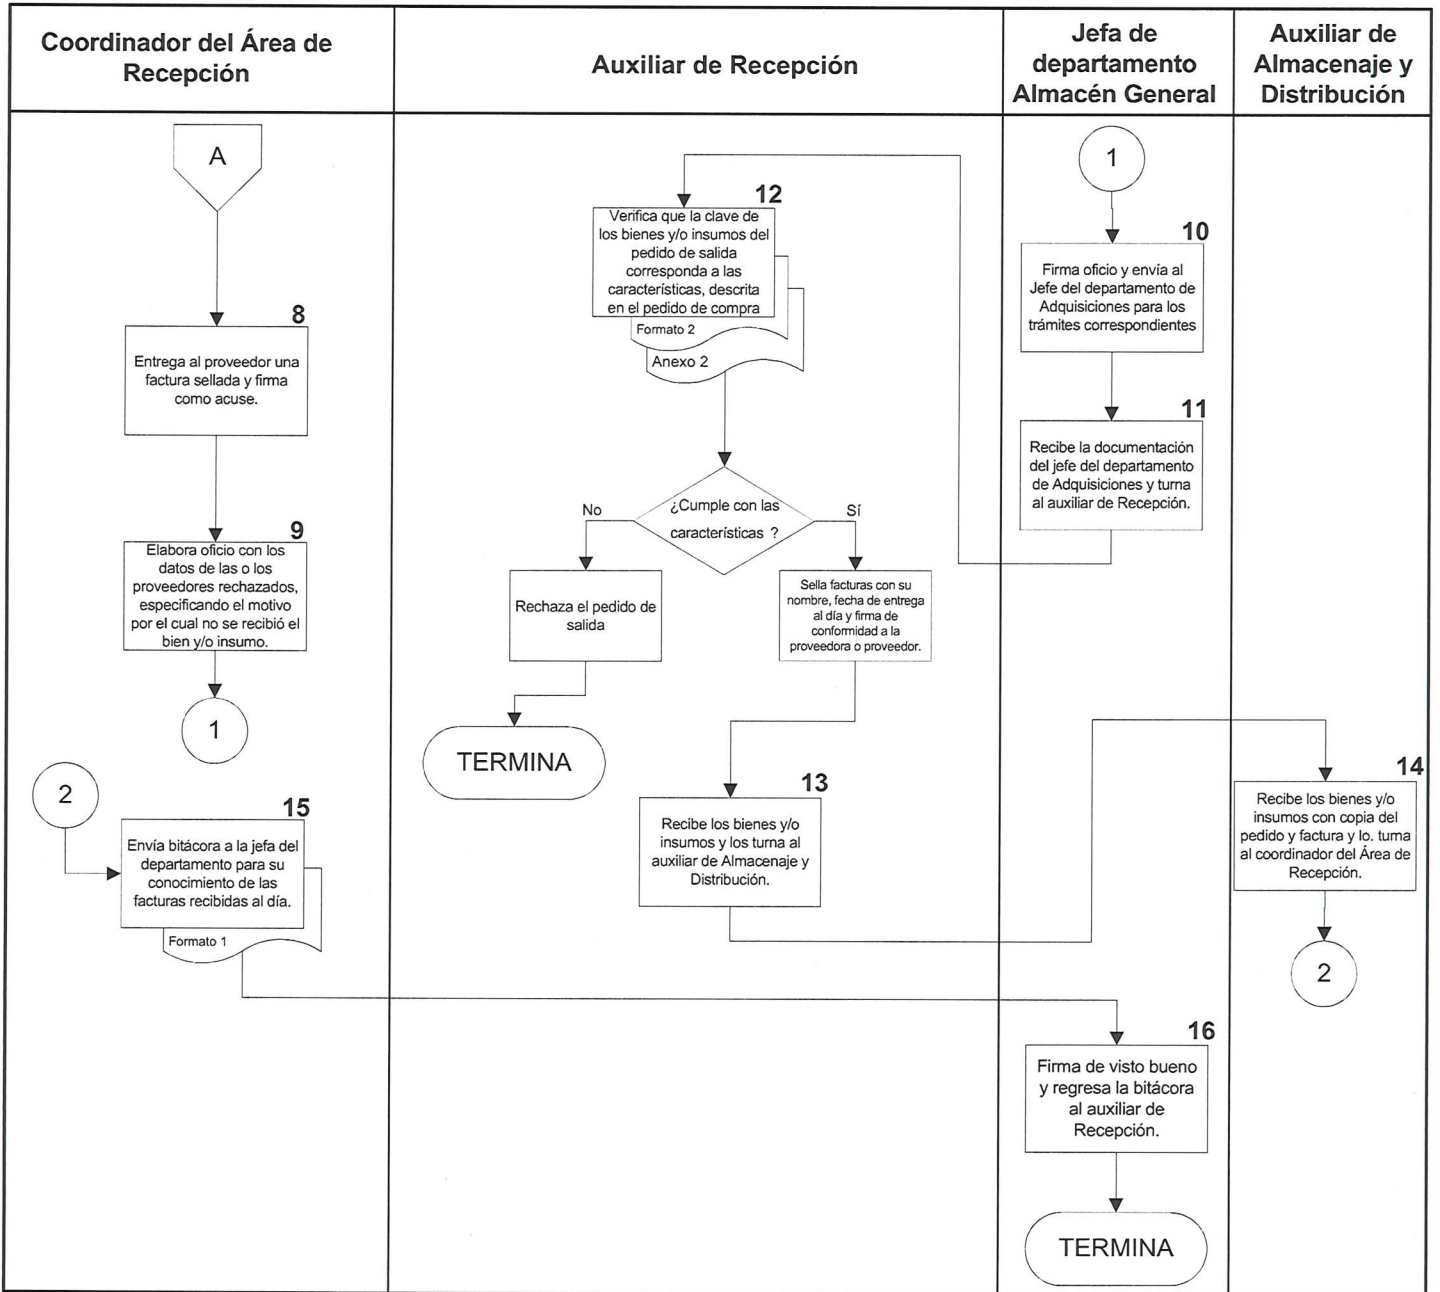 Coordinador del Área de
Recepción
Auxiliar de Recepción
Jefa de
departamento
Almacén General
Auxiliar de
Almacenaje y
Distribución
A
8
Entrega al proveedor una
factura sellada y firma
como acuse.
9
Elabora oficio con los
datos de las o los
proveedores rechazados,
especificando el motivo
por el cual no se recibió el
bien y/o insumo.
1
2
15
Envía bitácora a la jefa del
departamento para su
conocimiento de las
facturas recibidas al día.
Formato 1
12
Verifica que la clave de
los bienes y/o insumos del
pedido de salida
corresponda a las
características, descrita
en el pedido de compra
Formato 2
Anexo 2
¿Cumple con las
características ?
No
Sí
Rechaza el pedido de
salida
TERMINA
Sella facturas con su
nombre, fecha de entrega
al día y firma de
conformidad a la
proveedora o proveedor.
13
Recibe los bienes y/o
insumos y los turna al
auxiliar de Almacenaje y
Distribución.
1
10
Firma oficio y envía al
Jefe del departamento de
Adquisiciones para los
trámites correspondientes
11
Recibe la documentación
del jefe del departamento
de Adquisiciones y turna
al auxiliar de Recepción.
16
Firma de visto bueno
y regresa la bitácora
al auxiliar de
Recepción.
TERMINA
14
Recibe los bienes y/o
insumos con copia del
pedido y factura y lo. turna
al coordinador del Área de
Recepción.
2